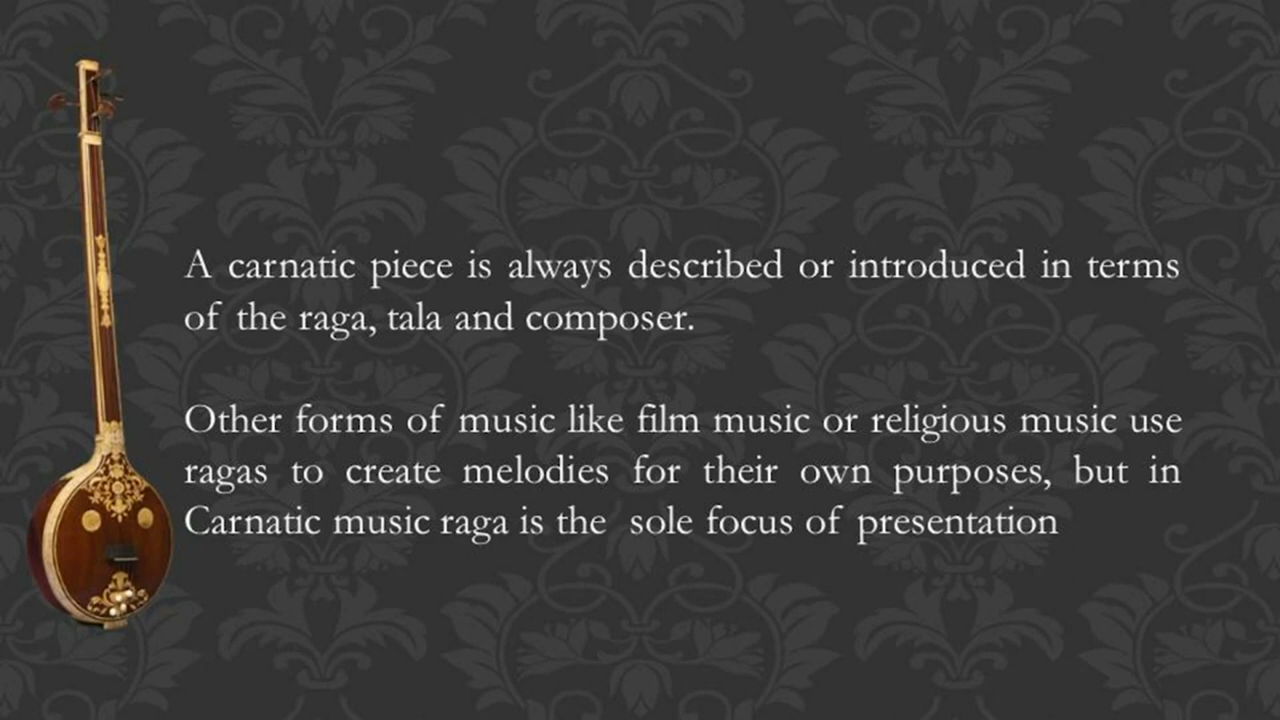 A carnatic piece is always described or introduced in terms
of the raga, tala and composer.
Other forms of music like film music or religious music use
ragas to create melodies for their own purposes, but in
Carnatic music raga is the sole focus of presentation